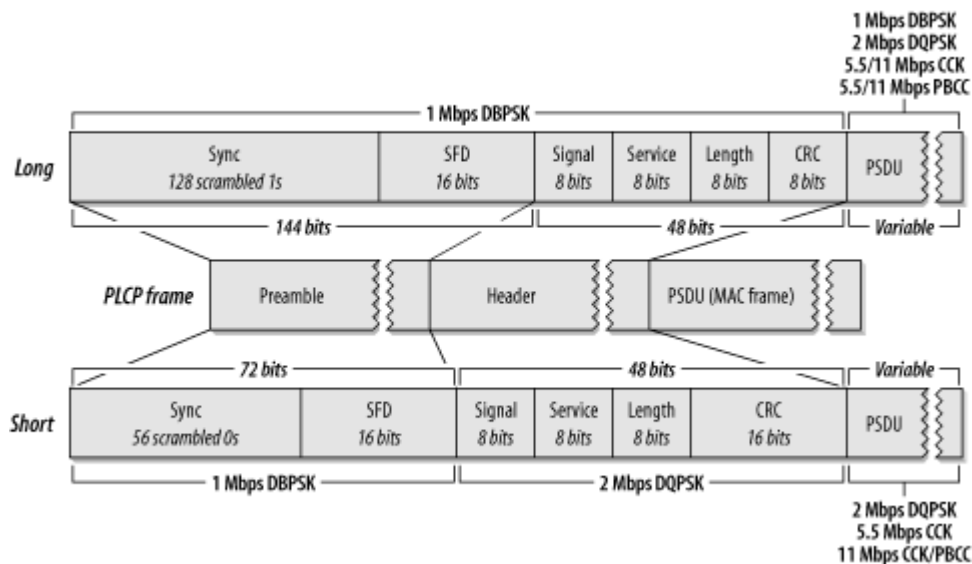 1 Mbps DBPSK
2 Mbps DQPSK
5.5/11 Mbps CCK
5.5/11 Mbps PBCC
1 Mbps DBPSK
Long
Sync
128 scrambled 1s
SFD
16 bits
Signal
8 bits
Service
8 bits
Length
8 bits
CRC
8 bits
PSDU
144 bits
48 bits
Variable
PLCP frame
Preamble
Header
PSDU (MAC frame)
72 bits
48 bits
Variable
Short
Sync
56 scrambled 0s
SFD
16 bits
Signal
8 bits
Service
8 bits
Length
8 bits
CRC
16 bits
PSDU
1 Mbps DBPSK
2 Mbps DQPSK
2 Mbps DQPSK
5.5 Mbps CCK
11 Mbps CCK/PBCC